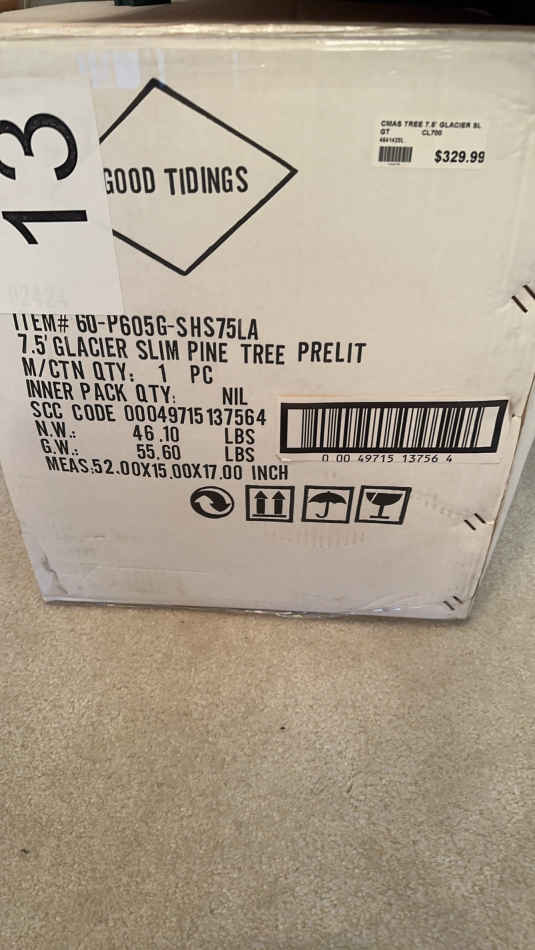 13
GOOD TIDINGS
CMAS TREE 7.5' GLACIER SL
GT CL700
$329.99
02424
ITEM# 60-P605G-SHS75LA
7.5' GLACIER SLIM PINE TREE PRELIT
M/CTN QTY: 1 PC
INNER PACK QTY: NIL
SCC CODE 00049715137564
N.W.: 46.10 LBS
G.W.: 55.60 LBS
MEAS.52.00X15.00X17.00 INCH
0 00 49715 13756 4